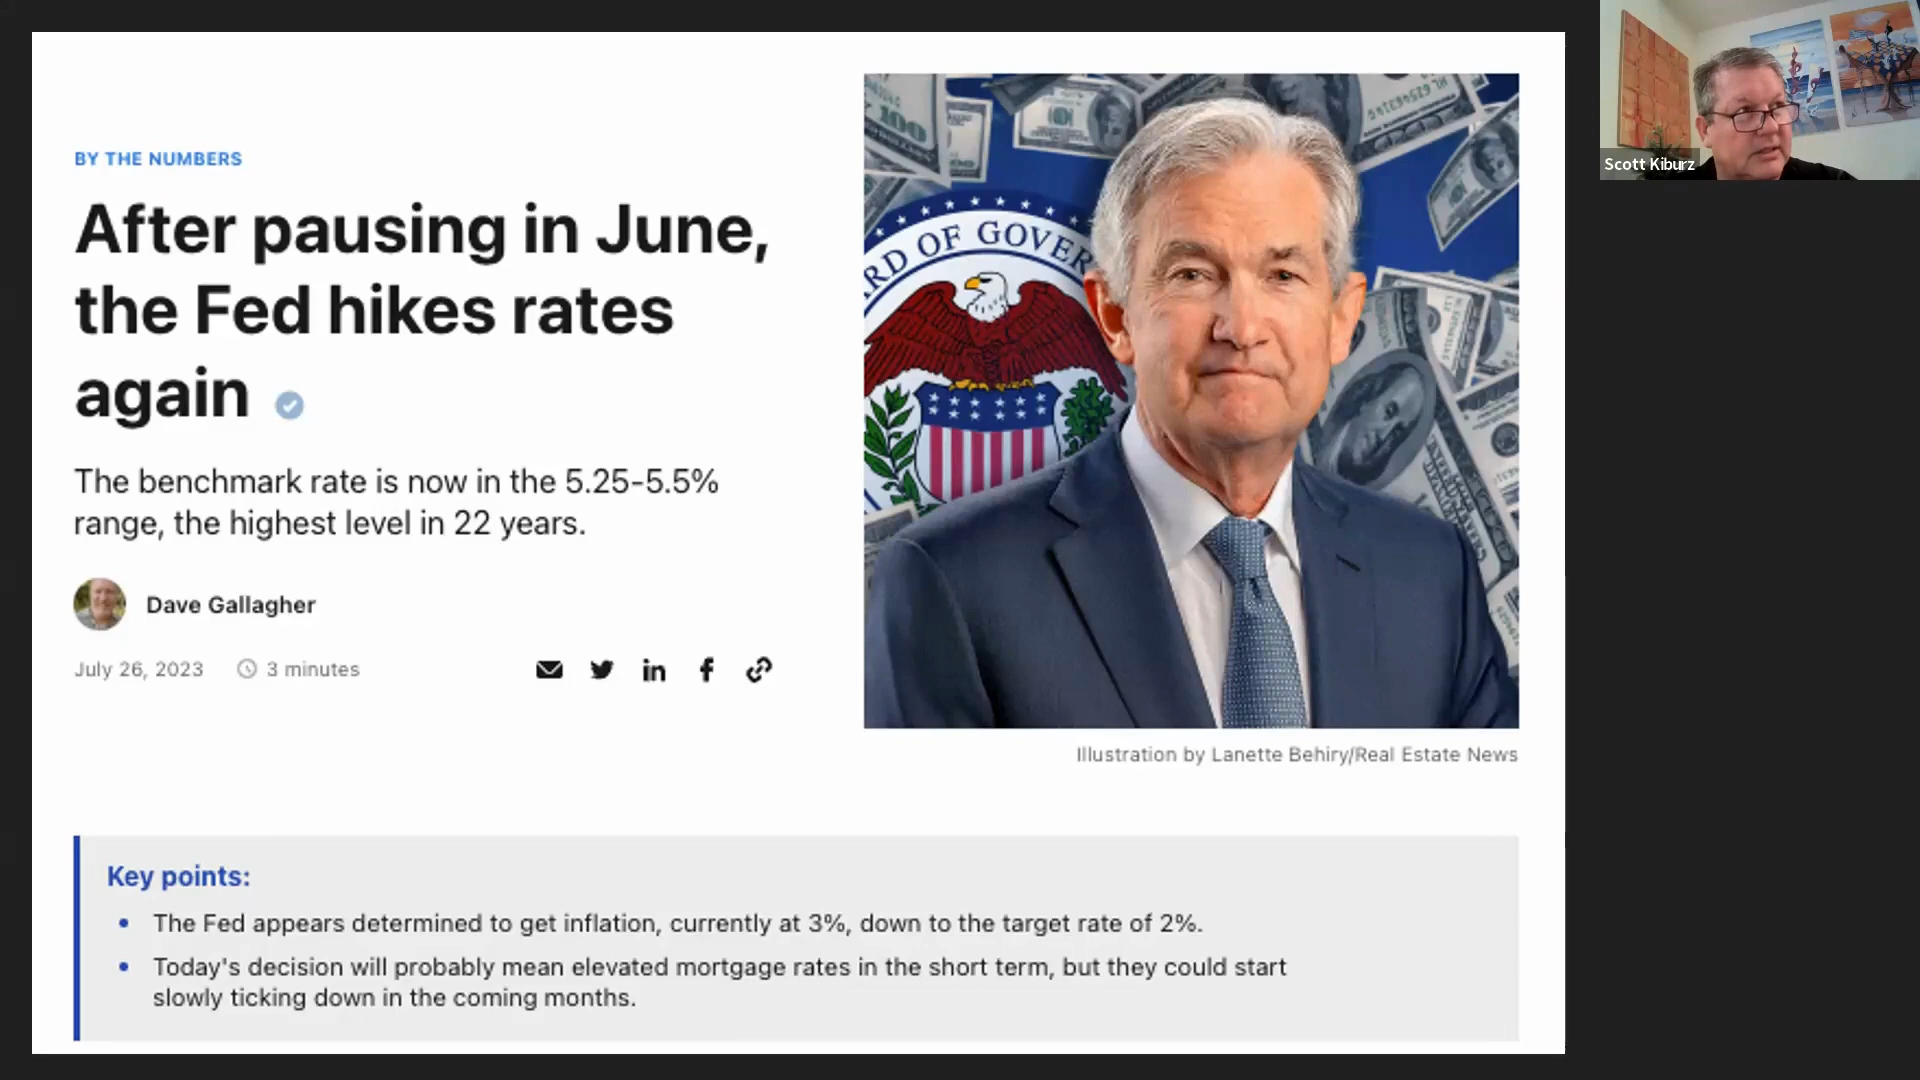 BY THE NUMBERS
After pausing in June,
the Fed hikes rates
again
The benchmark rate is now in the 5.25-5.5%
range, the highest level in 22 years.
Dave Gallagher
July 26, 2023 3 minutes
RD OF GOVER
100
Illustration by Lanette Behiry/Real Estate News
Key points:
The Fed appears determined to get inflation, currently at 3%, down to the target rate of 2%.
Today's decision will probably mean elevated mortgage rates in the short term, but they could start
slowly ticking down in the coming months.
Scott Kiburz